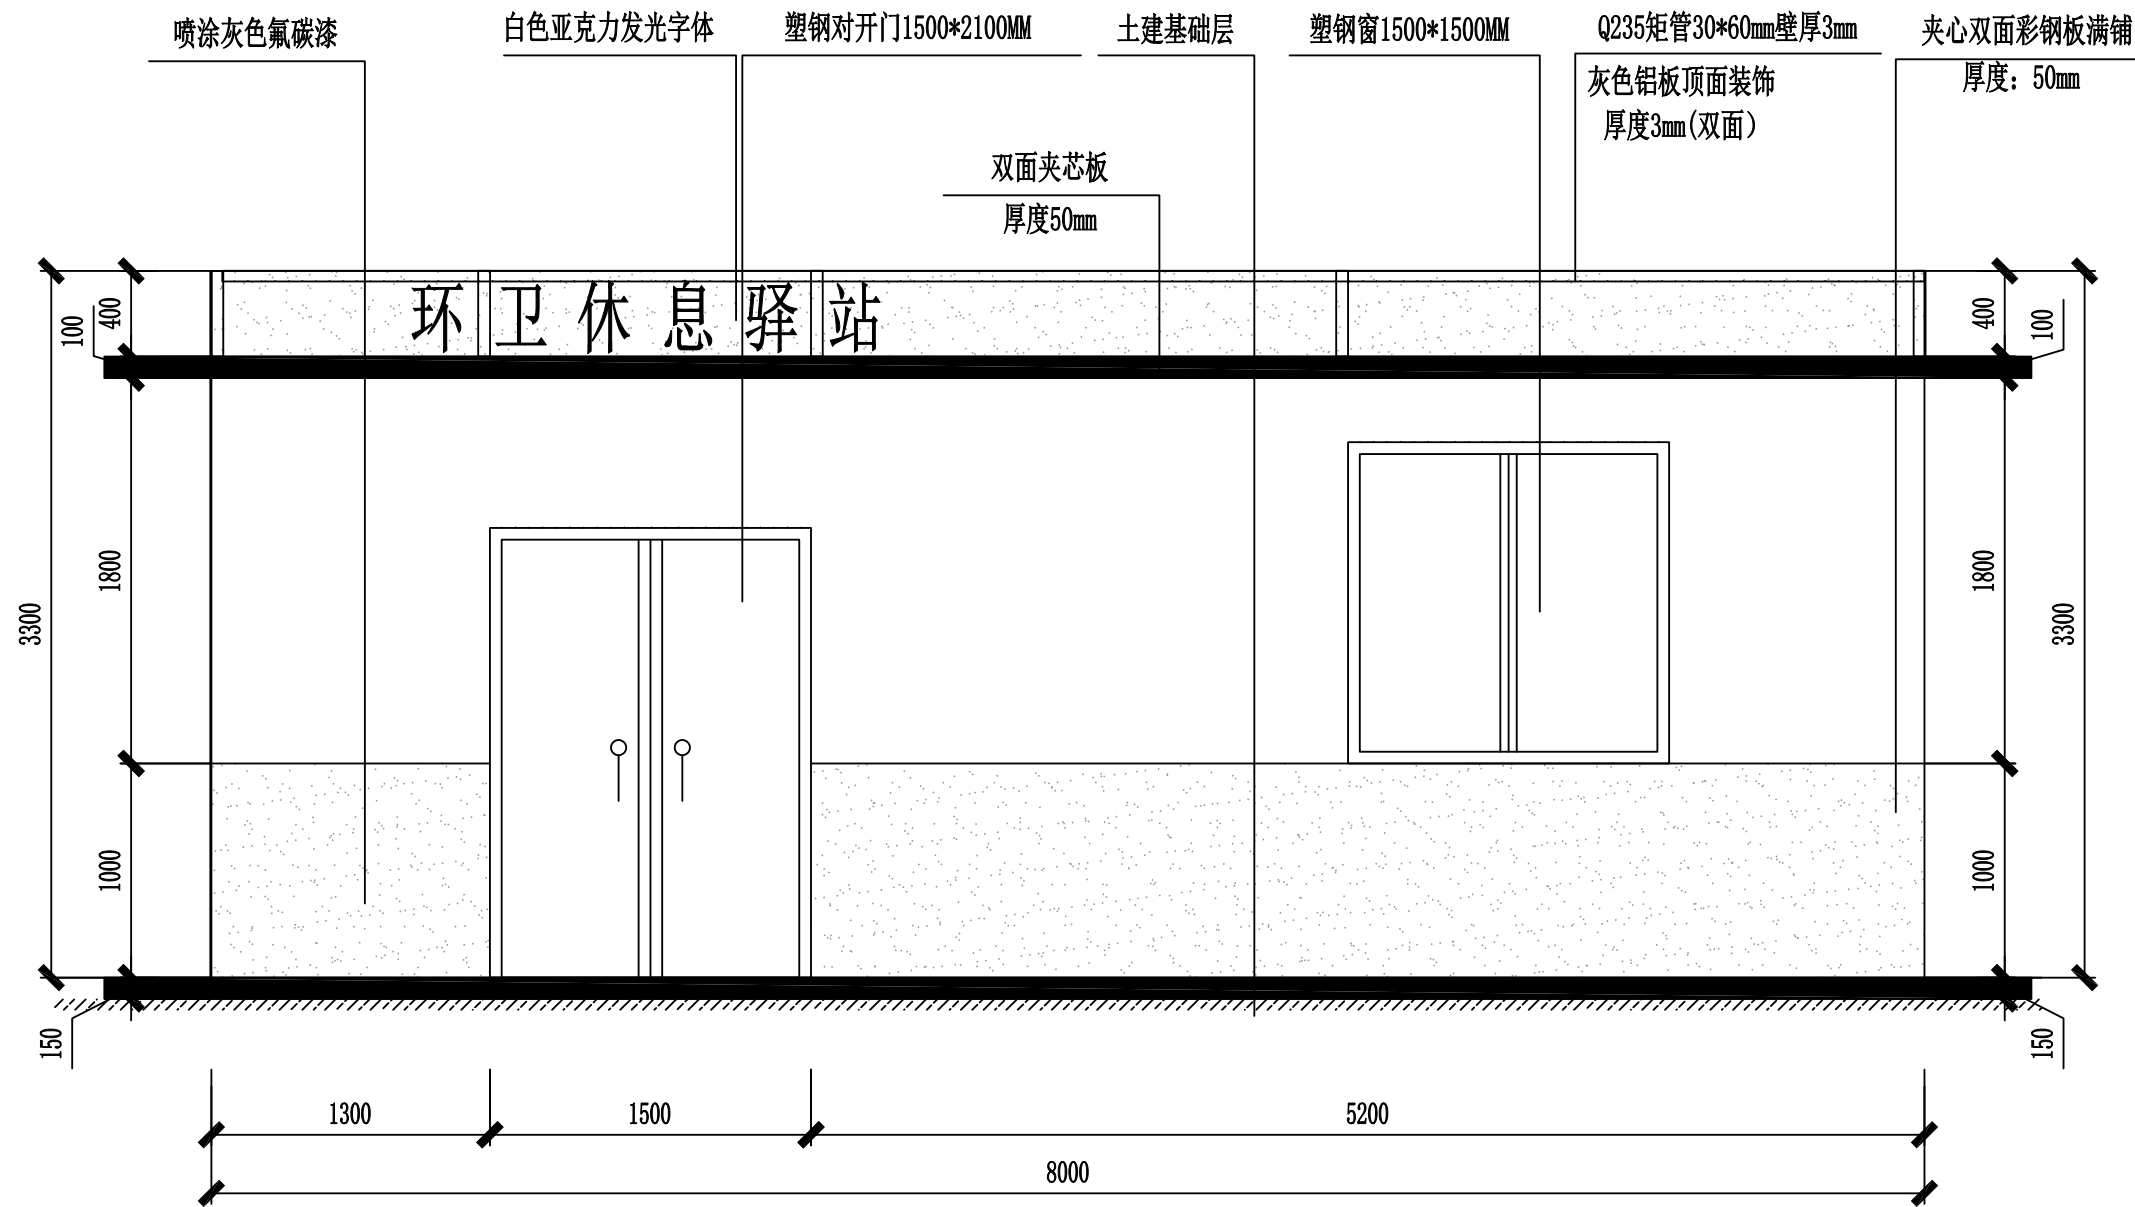 喷涂灰色氟碳漆
白色亚克力发光字体
塑钢对开门1500*2100MM
土建基础层
塑钢窗1500*1500MM
Q235矩管30*60mm壁厚3mm
灰色铝板顶面装饰
厚度3mm(双面)
夹心双面彩钢板满铺
厚度：50mm
双面夹芯板
厚度50mm
环卫休息驿站
400
100
1800
3300
1000
150
400
100
1800
3300
1000
150
1300
1500
5200
8000